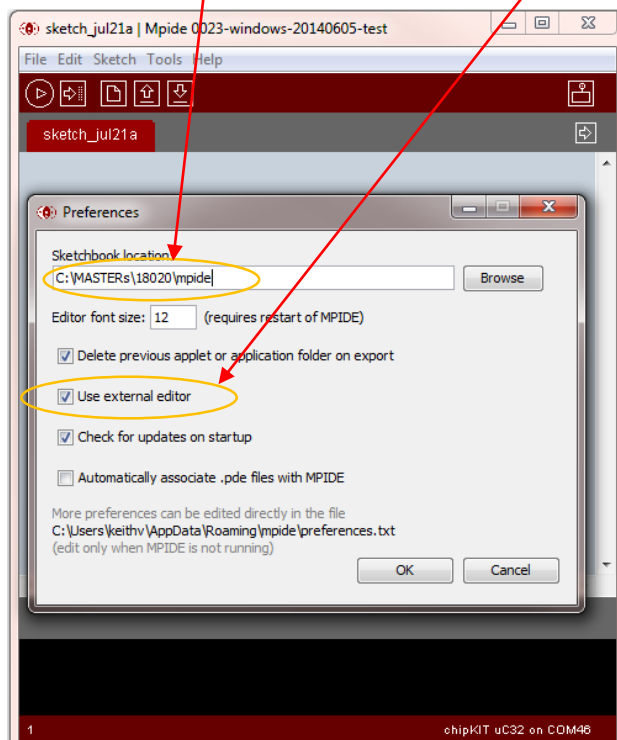 sketch_jul21a | Mpide 0023-windows-20140605-test
File Edit Sketch Tools Help
sketch_jul21a
Preferences
Sketchbook location:
C:\MASTERs\18020\mpide
Browse
Editor font size: 12 (requires restart of MPIDE)
Delete previous applet or application folder on export
Use external editor
Check for updates on startup
Automatically associate .pde files with MPIDE
More preferences can be edited directly in the file
C:\Users\keithv\AppData\Roaming\mpide\preferences.txt
(edit only when MPIDE is not running)
OK Cancel
1 chipKIT uC32 on COM46